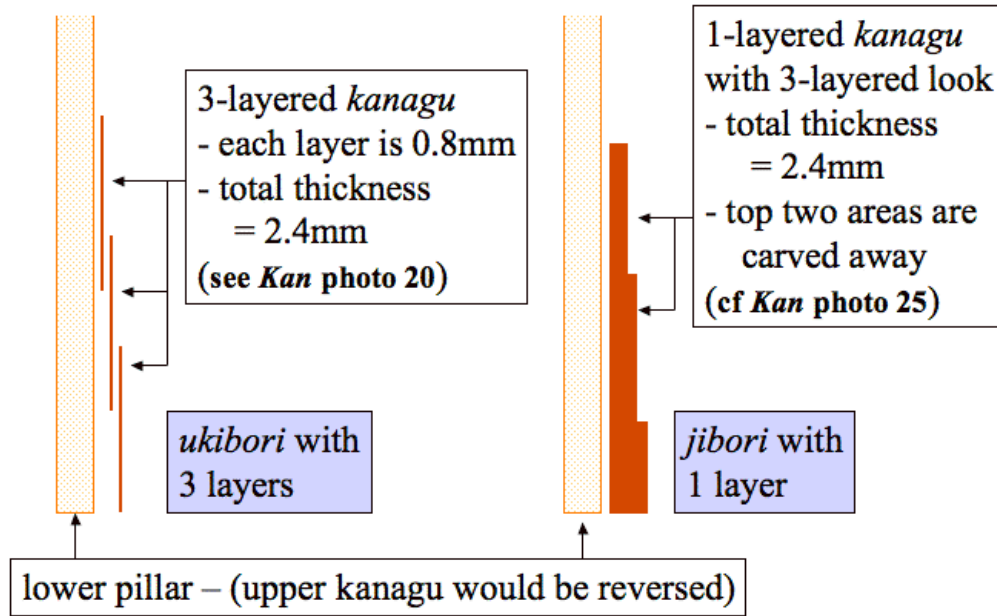 3-layered kanagu
- each layer is 0.8mm
- total thickness
= 2.4mm
(see Kan photo 20)
1-layered kanagu
with 3-layered look
- total thickness
= 2.4mm
- top two areas are
carved away
(cf Kan photo 25)
ukibori with
3 layers
jibori with
1 layer
lower pillar – (upper kanagu would be reversed)